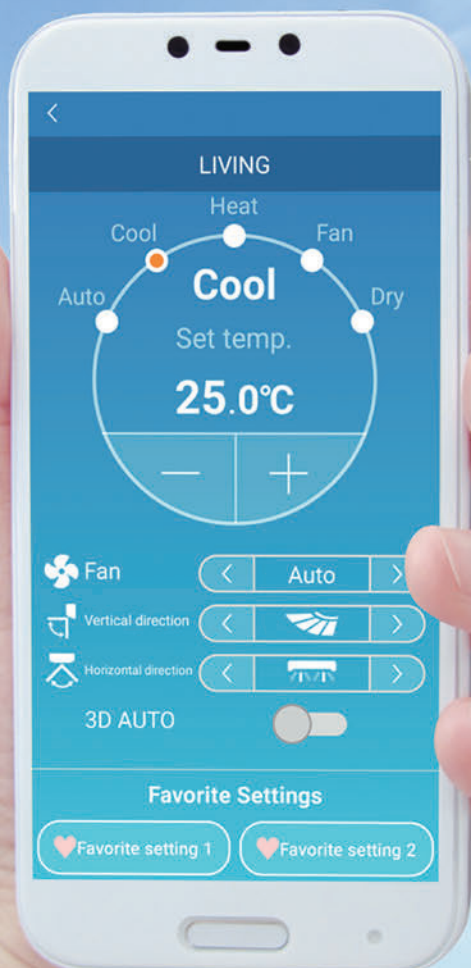 LIVING
Heat
Cool
Fan
Auto
Cool
Dry
Set temp.
25.0°C
Fan
Auto
Vertical direction
Horizontal direction
3D AUTO
Favorite Settings
Favorite setting 1
Favorite setting 2